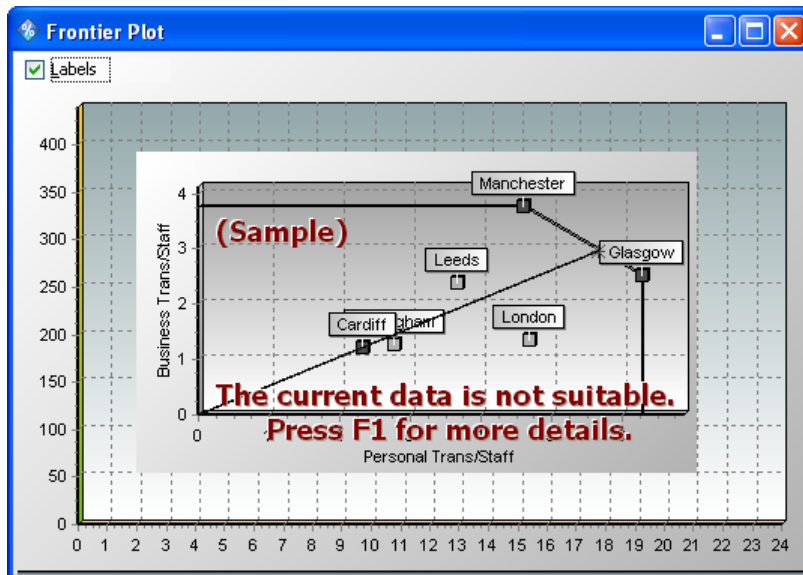 Frontier Plot
Labels
400
350
300
250
200
150
100
50
0
4
3
2
1
0
Business Trans/Staff
(Sample)
Manchester
Glasgow
Leeds
London
Cardiff
The current data is not suitable.
Press F1 for more details.
0
Personal Trans/Staff
0 1 2 3 4 5 6 7 8 9 10 11 12 13 14 15 16 17 18 19 20 21 22 23 24